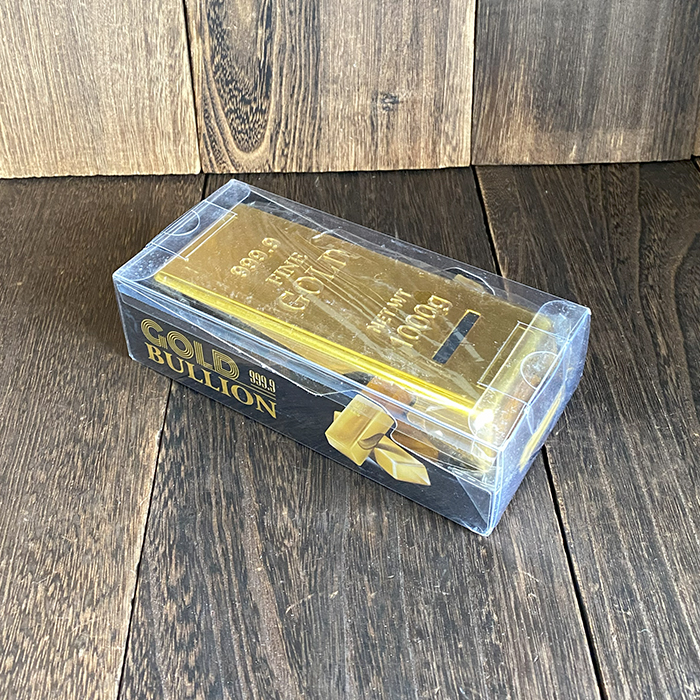 999.9
FINE
GOLD
NET WT
1000g
GOLD
BULLION
999.9